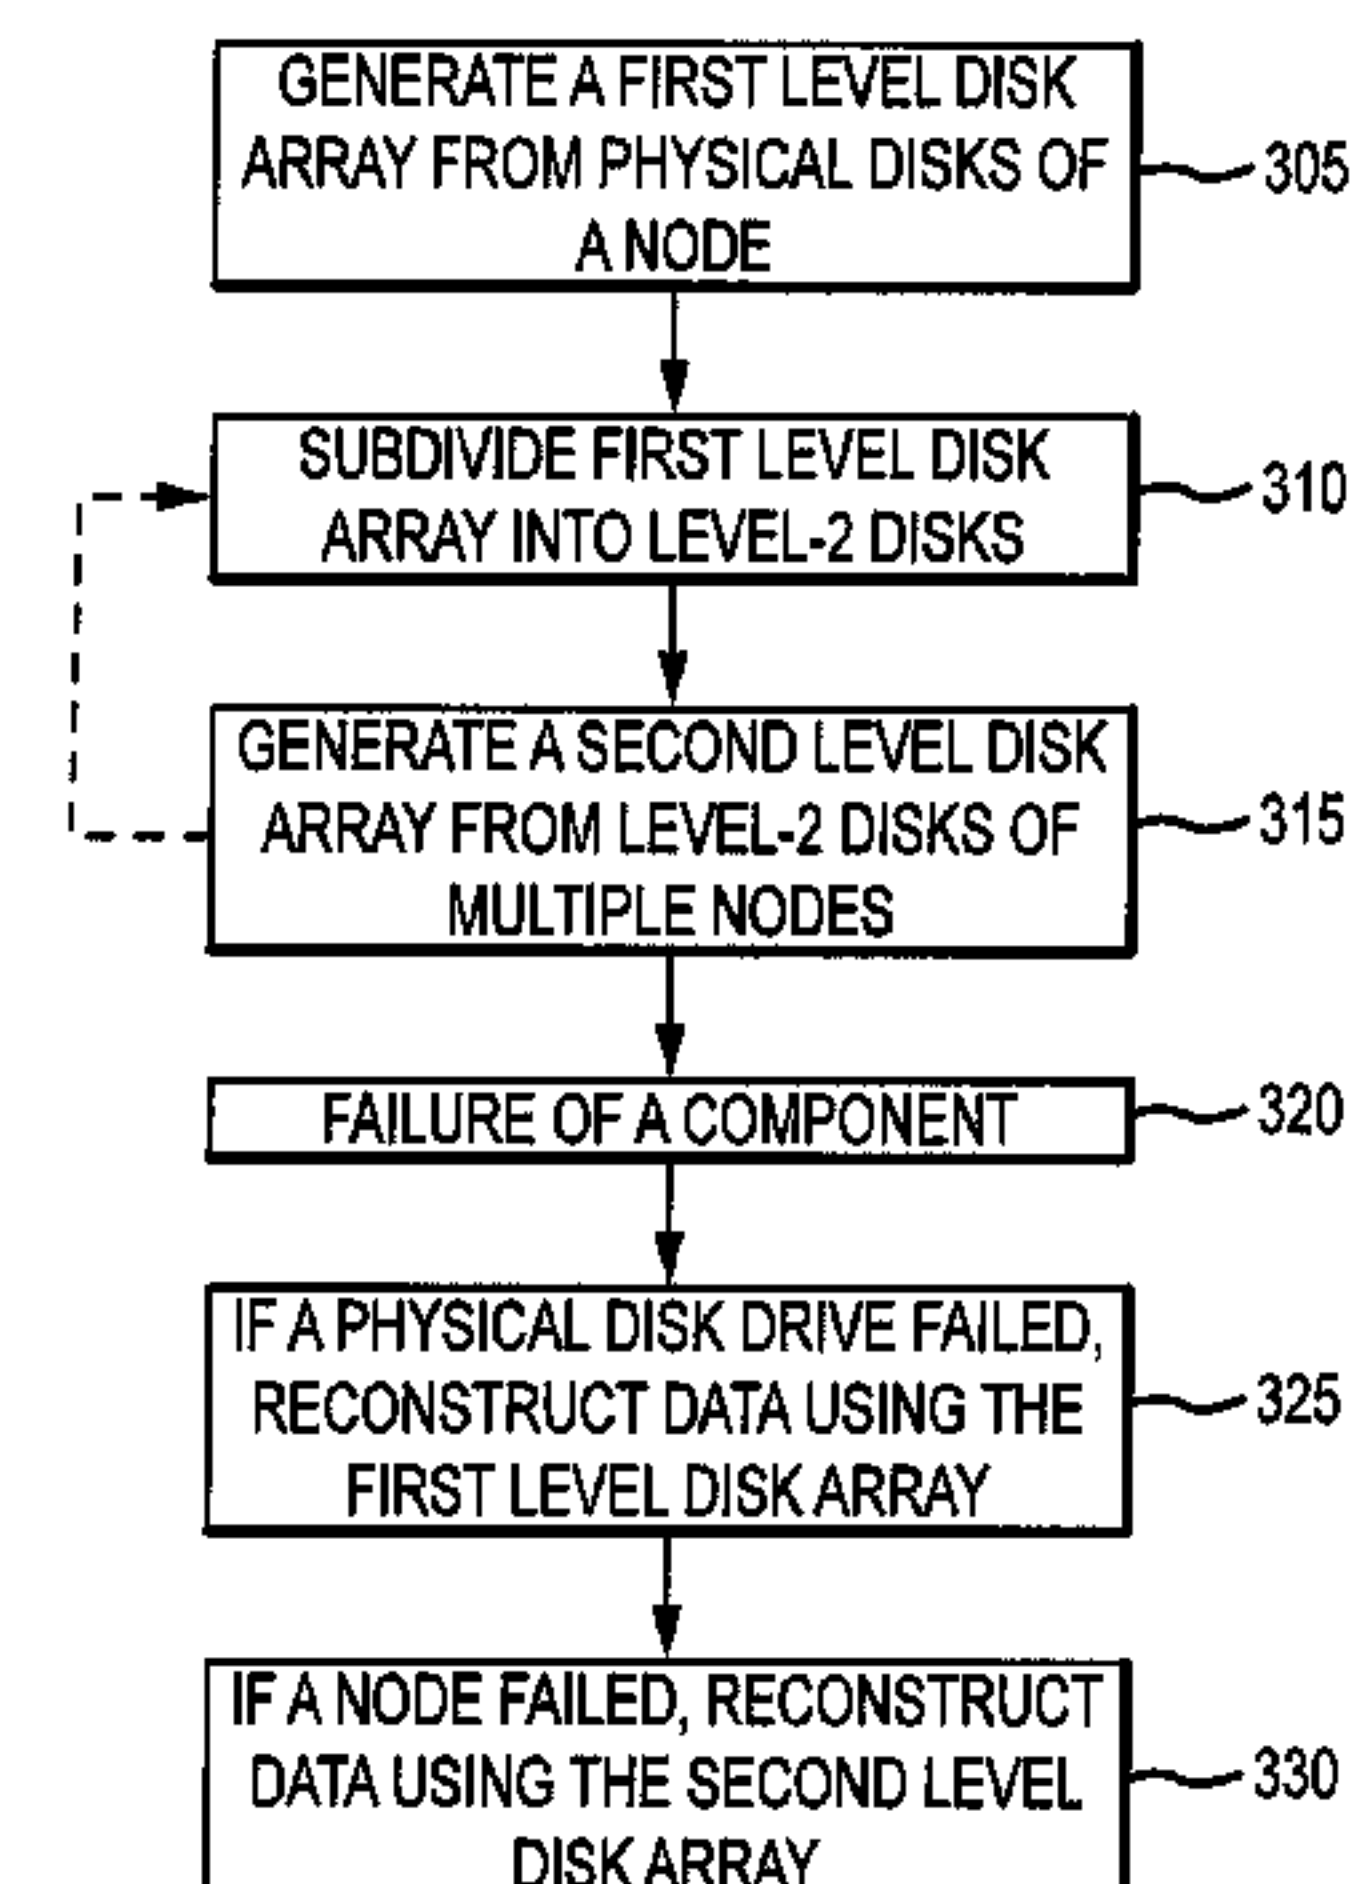 GENERATE A FIRST LEVEL DISK
ARRAY FROM PHYSICAL DISKS OF
A NODE
305
SUBDIVIDE FIRST LEVEL DISK
ARRAY INTO LEVEL-2 DISKS
310
GENERATE A SECOND LEVEL DISK
ARRAY FROM LEVEL-2 DISKS OF
MULTIPLE NODES
315
FAILURE OF A COMPONENT
320
IF A PHYSICAL DISK DRIVE FAILED,
RECONSTRUCT DATA USING THE
FIRST LEVEL DISK ARRAY
325
IF A NODE FAILED, RECONSTRUCT
DATA USING THE SECOND LEVEL
DISK ARRAY
330